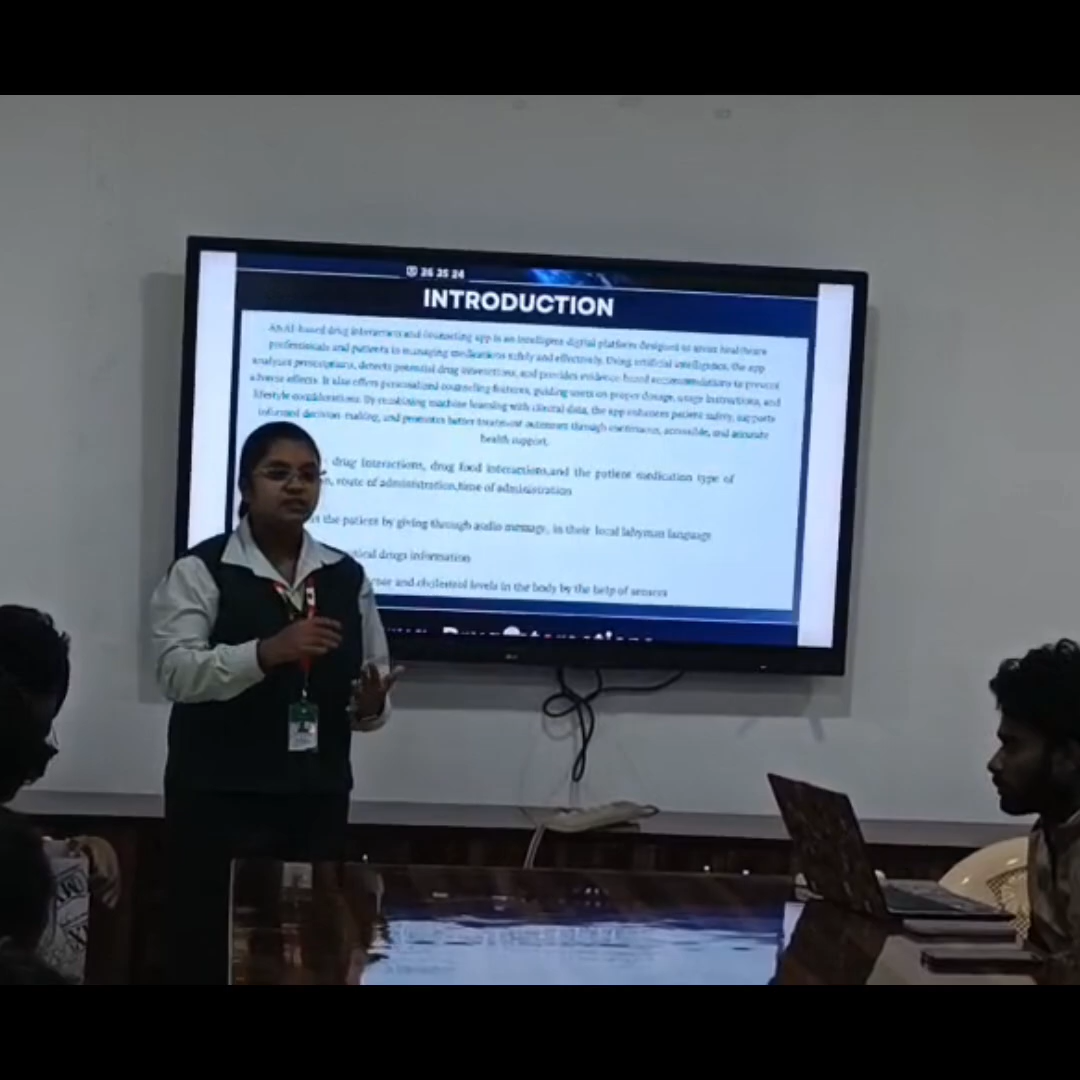 26 25 24
INTRODUCTION
An AI-based drug interaction and counseling app is an intelligent digital platform designed to assist healthcare
professionals and patients in managing medications safely and effectively. Using artificial intelligence, the app
analyzes prescriptions, detects potential drug interactions, and provides evidence-based recommendations to prevent
adverse effects. It also offers personalized counseling features, guiding users on proper dosage, usage instructions, and
lifestyle considerations. By combining machine learning with clinical data, the app enhances patient safety, supports
informed decision-making, and promotes better treatment outcomes through continuous, accessible, and accurate
health support.
drug interactions, drug food interactions,and the patient medication type of
route of administration,time of administration
the patient by giving through audio message, in their local lahyman language
drugs information
and cholestrol levels in the body by the help of sensors